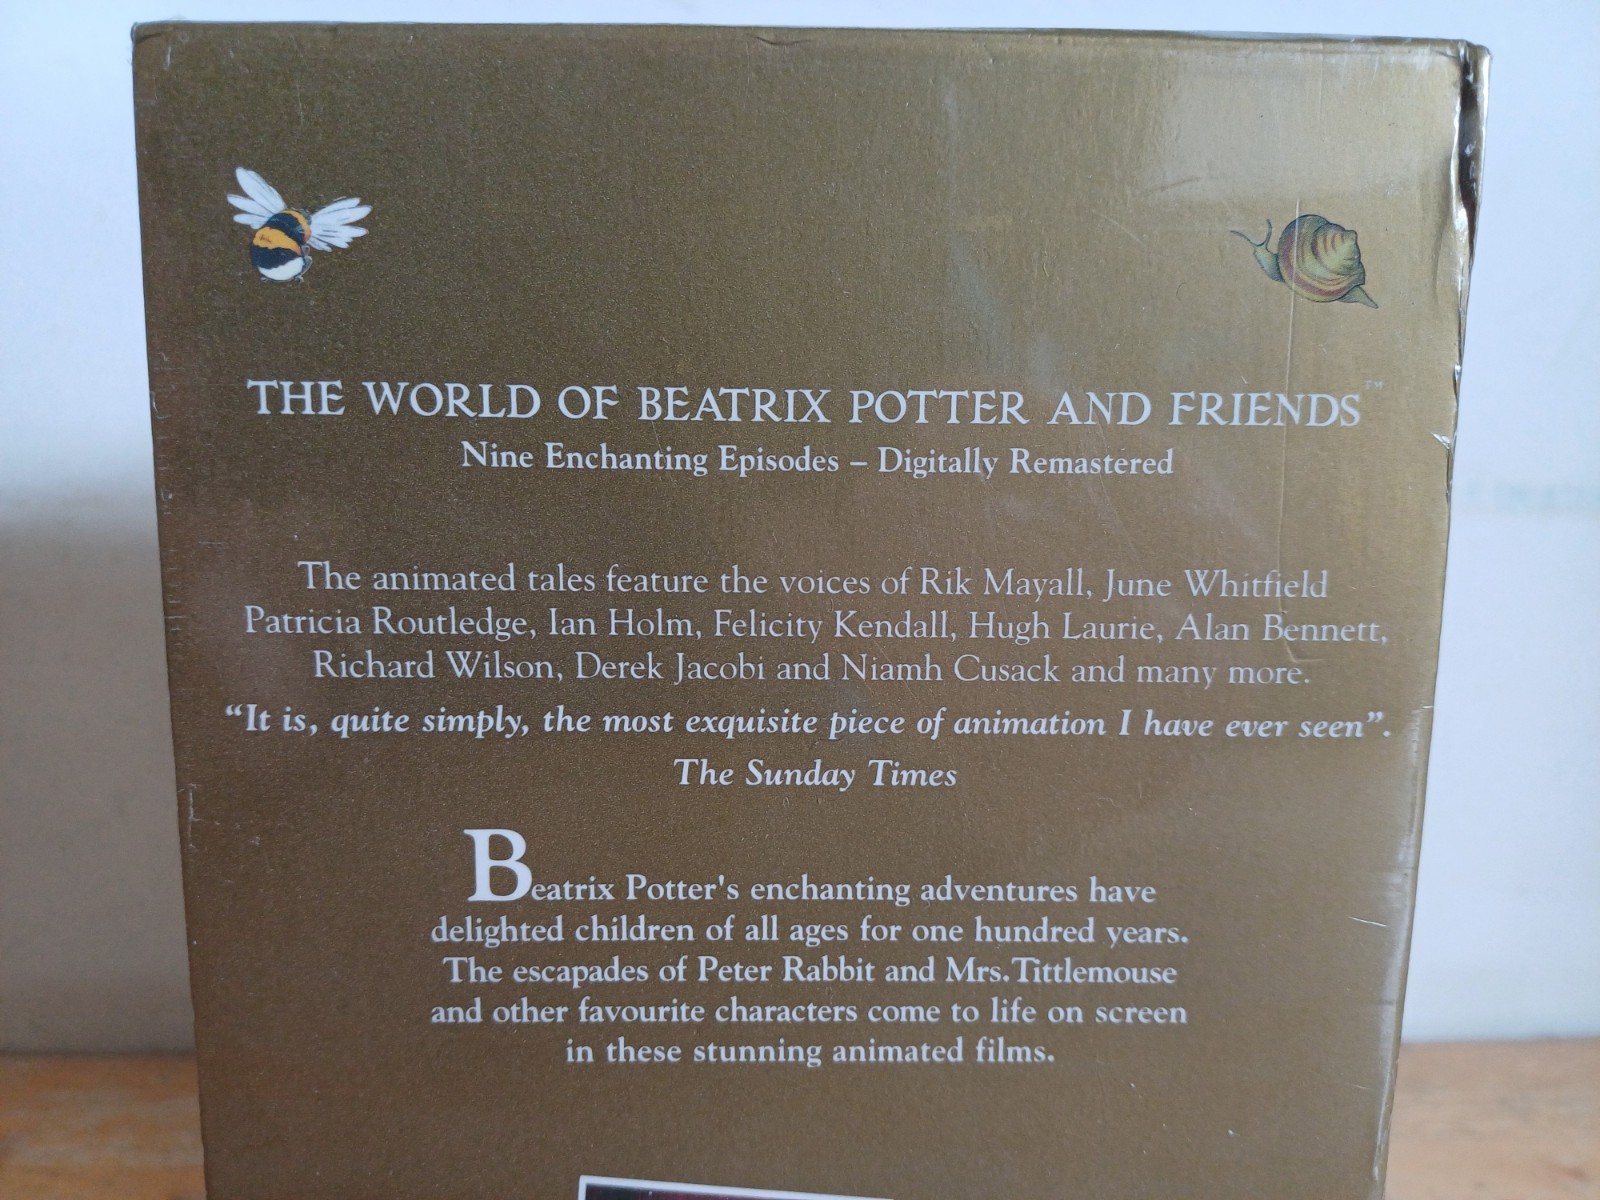 THE WORLD OF BEATRIX POTTER AND FRIENDS™
Nine Enchanting Episodes – Digitally Remastered
The animated tales feature the voices of Rik Mayall, June Whitfield
Patricia Routledge, Ian Holm, Felicity Kendall, Hugh Laurie, Alan Bennett,
Richard Wilson, Derek Jacobi and Niamh Cusack and many more.
“It is, quite simply, the most exquisite piece of animation I have ever seen”.
The Sunday Times
Beatrix Potter's enchanting adventures have
delighted children of all ages for one hundred years.
The escapades of Peter Rabbit and Mrs.Tittlemouse
and other favourite characters come to life on screen
in these stunning animated films.